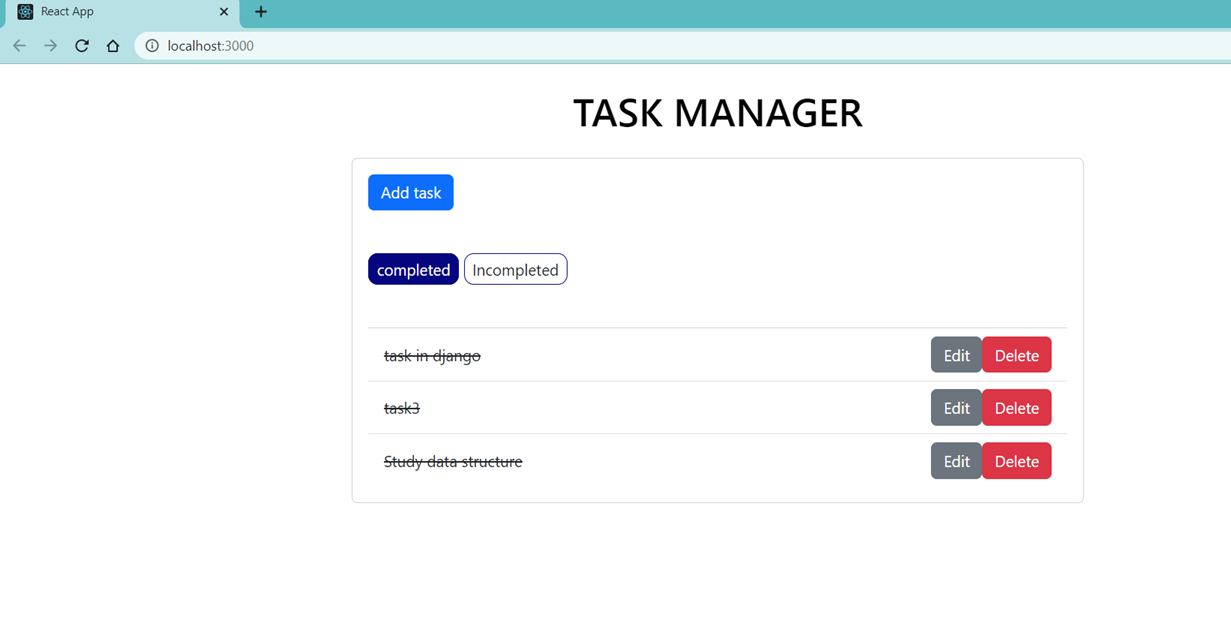 React App
localhost:3000
TASK MANAGER
Add task
completed Incompleted
task in django Edit Delete
task3 Edit Delete
Study data structure Edit Delete